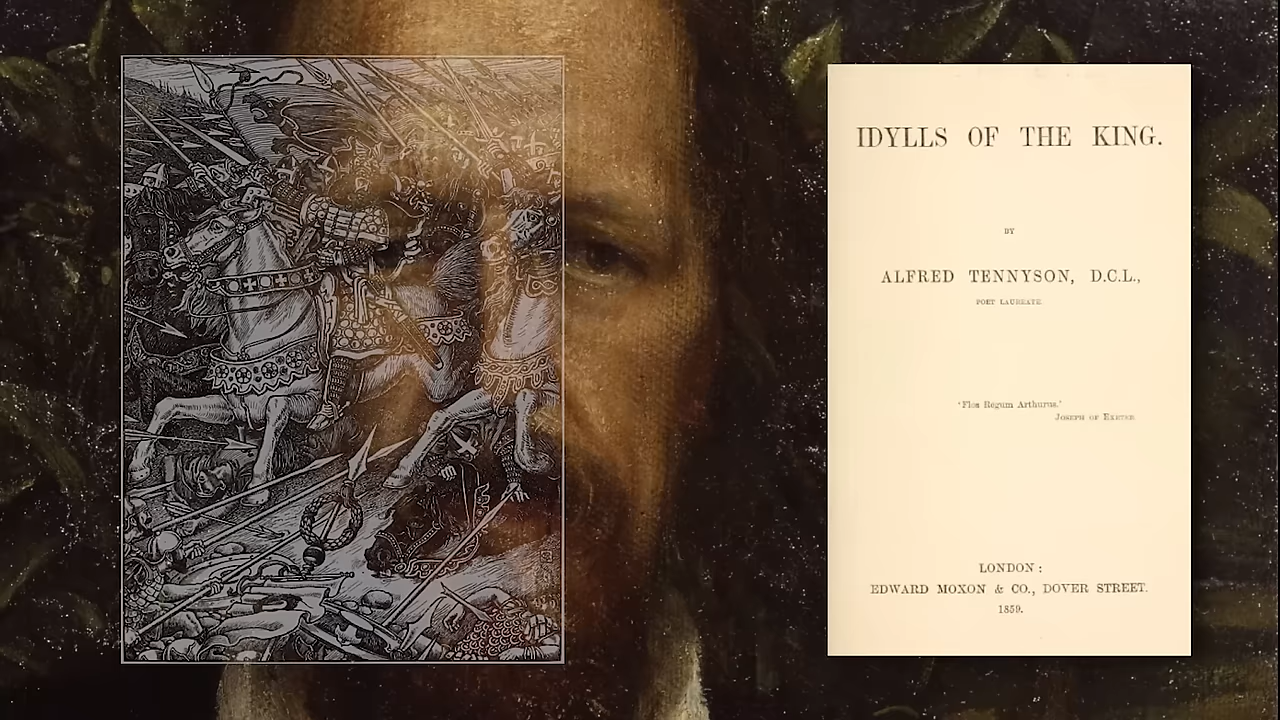 IDYLLS OF THE KING.
BY
ALFRED TENNYSON, D.C.L.,
POET LAUREATE.
'Flos Regum Arthurus.'
JOSEPH OF EXETER.
LONDON:
EDWARD MOXON & CO., DOVER STREET.
1859.